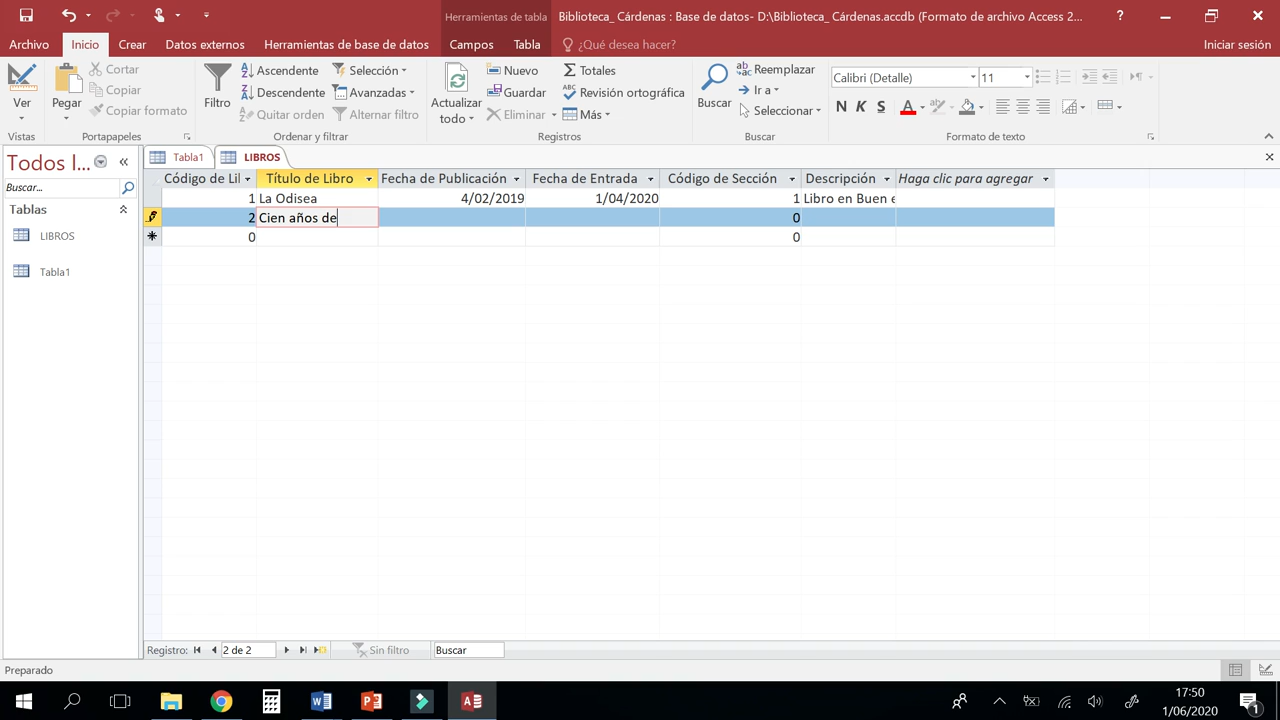 Herramientas de tabla
Biblioteca_ Cárdenas : Base de datos- D:\Biblioteca_ Cárdenas.accdb (Formato de archivo Access 2...
?
Archivo
Inicio
Crear
Datos externos
Herramientas de base de datos
Campos
Tabla
¿Qué desea hacer?
Iniciar sesión
Ver
Vistas
Pegar
Cortar
Copiar
Copiar formato
Portapapeles
Filtro
Ascendente
Descendente
Quitar orden
Selección
Avanzadas
Alternar filtro
Ordenar y filtrar
Actualizar
todo
Nuevo
Guardar
Eliminar
Totales
Revisión ortográfica
Más
Registros
Buscar
Reemplazar
Ir a
Seleccionar
Buscar
Calibri (Detalle)
11
N K S
Formato de texto
Todos l...
Buscar...
Tablas
LIBROS
Tabla1
Tabla1
LIBROS
Código de Lil
Título de Libro
Fecha de Publicación
Fecha de Entrada
Código de Sección
Descripción
Haga clic para agregar
1 La Odisea 4/02/2019 1/04/2020 1 Libro en Buen e
2 Cien años de 0
0 0
Registro:
2 de 2
Sin filtro
Buscar
Preparado
17:50
1/06/2020
1